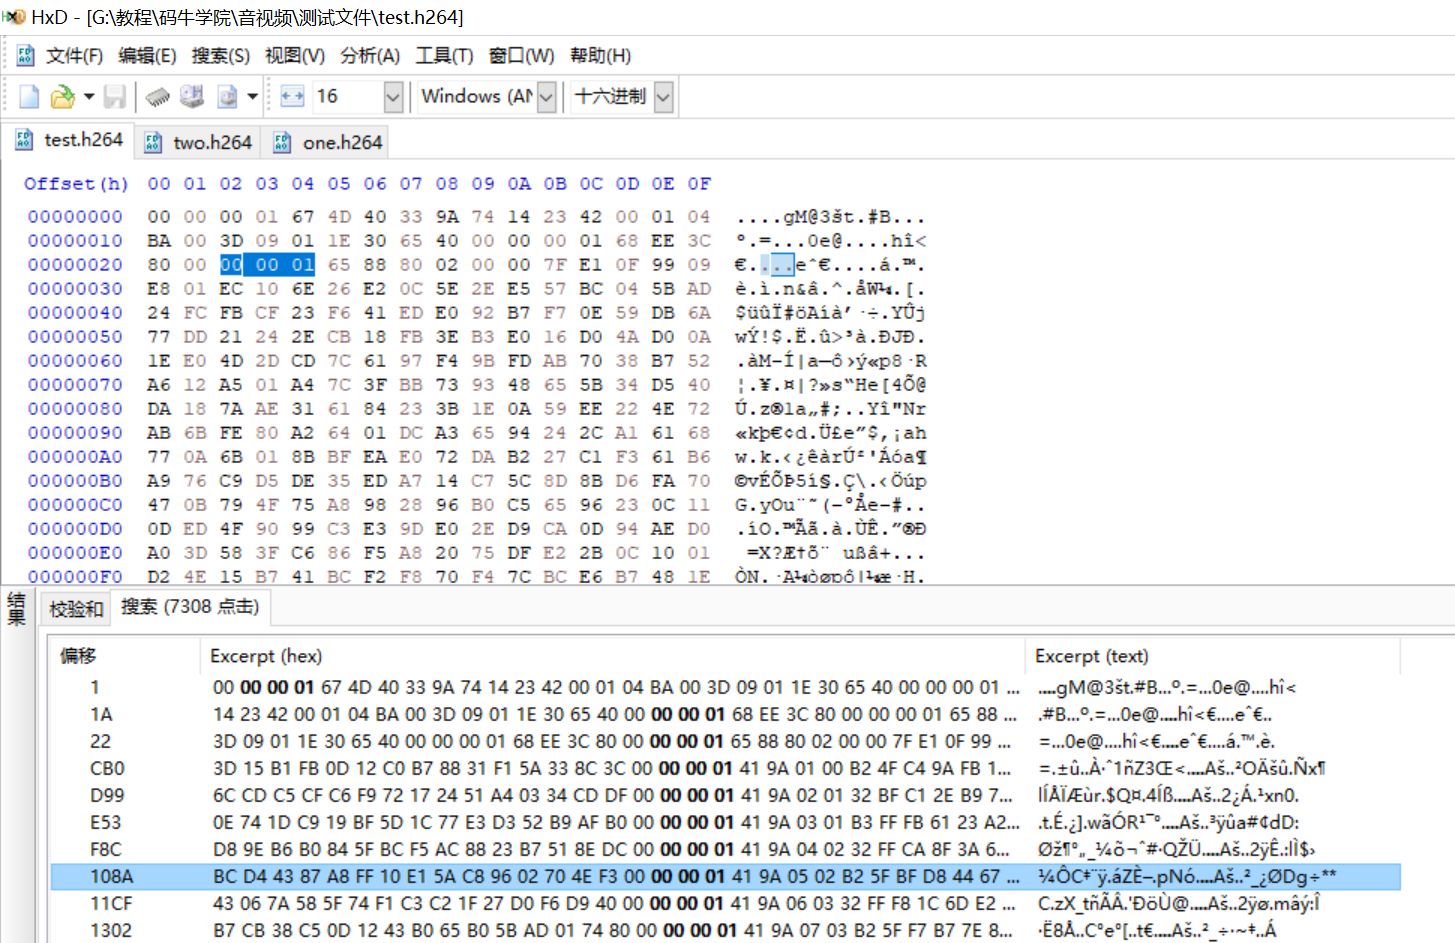 HxD - [G:\教程\码牛学院\音视频\测试文件\test.h264]
文件(F) 编辑(E) 搜索(S) 视图(V) 分析(A) 工具(T) 窗口(W) 帮助(H)
16 Windows (AN 十六进制
test.h264 two.h264 one.h264
Offset(h) 00 01 02 03 04 05 06 07 08 09 0A 0B 0C 0D 0E 0F
00000000 00 00 00 01 67 4D 40 33 9A 74 14 23 42 00 01 04 ....gM@3št.#B...
00000010 BA 00 3D 09 01 1E 30 65 40 00 00 00 01 68 EE 3C º.=...0e@....hî<
00000020 80 00 00 00 01 65 88 80 02 00 00 7F E1 0F 99 09 €....eˆ€....á.™.
00000030 E8 01 EC 10 6E 26 E2 0C 5E 2E E5 57 BC 04 5B AD è.ì.n&â.^.åW¼.[.
00000040 24 FC FB CF 23 F6 41 ED E0 92 B7 F7 0E 59 DB 6A $üûÏ#öAíà’·÷.YÛj
00000050 77 DD 21 24 2E CB 18 FB 3E B3 E0 16 D0 4A D0 0A wÝ!$.Ë.û>³à.ÐJÐ.
00000060 1E E0 4D 2D CD 7C 61 97 F4 9B FD AB 70 38 B7 52 .àM-Í|a—ô›ý«p8·R
00000070 A6 12 A5 01 A4 7C 3F BB 73 93 48 65 5B 34 D5 40 ¦.¥.¤|?»s“He[4Õ@
00000080 DA 18 7A AE 31 61 84 23 3B 1E 0A 59 EE 22 4E 72 Ú.z®1a„#;..Yî"Nr
00000090 AB 6B FE 80 A2 64 01 DC A3 65 94 24 2C A1 61 68 «kþ€¢d.Ü£e”$,¡ah
000000A0 77 0A 6B 01 8B BF EA E0 72 DA B2 27 C1 F3 61 B6 w.k.‹¿êàrÚ²'Áóa¶
000000B0 A9 76 C9 D5 DE 35 ED A7 14 C7 5C 8D 8B D6 FA 70 ©vÉÕÞ5í§.Ç\.‹Öúp
000000C0 47 0B 79 4F 75 A8 98 28 96 B0 C5 65 96 23 0C 11 G.yOu¨˜(–°Åe–#..
000000D0 0D ED 4F 90 99 C3 E3 9D E0 2E D9 CA 0D 94 AE D0 .íO.™Ãã.à.ÙÊ.”®Ð
000000E0 A0 3D 58 3F C6 86 F5 A8 20 75 DF E2 2B 0C 10 01 =X?Æ†õ¨ ußâ+...
000000F0 D2 4E 15 B7 41 BC F2 F8 70 F4 7C BC E6 B7 48 1E ÒN.·A¼òøpô|¼æ·H.
结果
校验和 搜索 (7308 点击)
偏移 Excerpt (hex) Excerpt (text)
1 00 00 00 01 67 4D 40 33 9A 74 14 23 42 00 01 04 BA 00 3D 09 01 1E 30 65 40 00 00 00 01 ... ....gM@3št.#B...º.=...0e@....hî<
1A 14 23 42 00 01 04 BA 00 3D 09 01 1E 30 65 40 00 00 00 01 68 EE 3C 80 00 00 00 01 65 88 ... .#B...º.=...0e@....hî<€....eˆ€..
22 3D 09 01 1E 30 65 40 00 00 00 01 68 EE 3C 80 00 00 00 01 65 88 80 02 00 00 7F E1 0F 99 ... =...0e@....hî<€....eˆ€....á.™.è.
CB0 3D 15 B1 FB 0D 12 C0 B7 88 31 F1 5A 33 8C 3C 00 00 00 01 41 9A 01 00 B2 4F C4 9A FB 1... =.±û..À·ˆ1ñZ3Œ<....Aš..²OÄšû.Ñx¶
D99 6C CD C5 CF C6 F9 72 17 24 51 A4 03 34 CD DF 00 00 00 01 41 9A 02 01 32 BF C1 2E B9 7... lÍÅÏÆùr.$Q¤.4Íß....Aš..2¿Á.¹xn0.
E53 0E 74 1D C9 19 BF 5D 1C 77 E3 D3 52 B9 AF B0 00 00 00 01 41 9A 03 01 B3 FF FB 61 23 A2... .t.É.¿].wãÓR¹¯°....Aš..³ÿûa#¢dD:
F8C D8 9E B6 B0 84 5F BC F5 AC 88 23 B7 51 8E DC 00 00 00 01 41 9A 04 02 32 FF CA 8F 3A 6... Øž¶°„_¼õ¬ˆ#·QŽÜ....Aš..2ÿÊ.:lÌ$›
108A BC D4 43 87 A8 FF 10 E1 5A C8 96 02 70 4E F3 00 00 00 01 41 9A 05 02 B2 5F BF D8 44 67 ... ¼ÔC‡¨ÿ.áZÈ–.pNó....Aš..²_¿ØDg÷**
11CF 43 06 7A 58 5F 74 F1 C3 C2 1F 27 D0 F6 D9 40 00 00 00 01 41 9A 06 03 32 FF F8 1C 6D E2 ... C.zX_tñÃÂ.'ÐöÙ@....Aš..2ÿø.mâý:Î
1302 B7 CB 38 C5 0D 12 43 B0 65 B0 5B AD 01 74 80 00 00 00 01 41 9A 07 03 B2 5F F7 B7 7E 8... ·Ë8Å..C°e°[­.t€....Aš..²_÷·~‡..Á